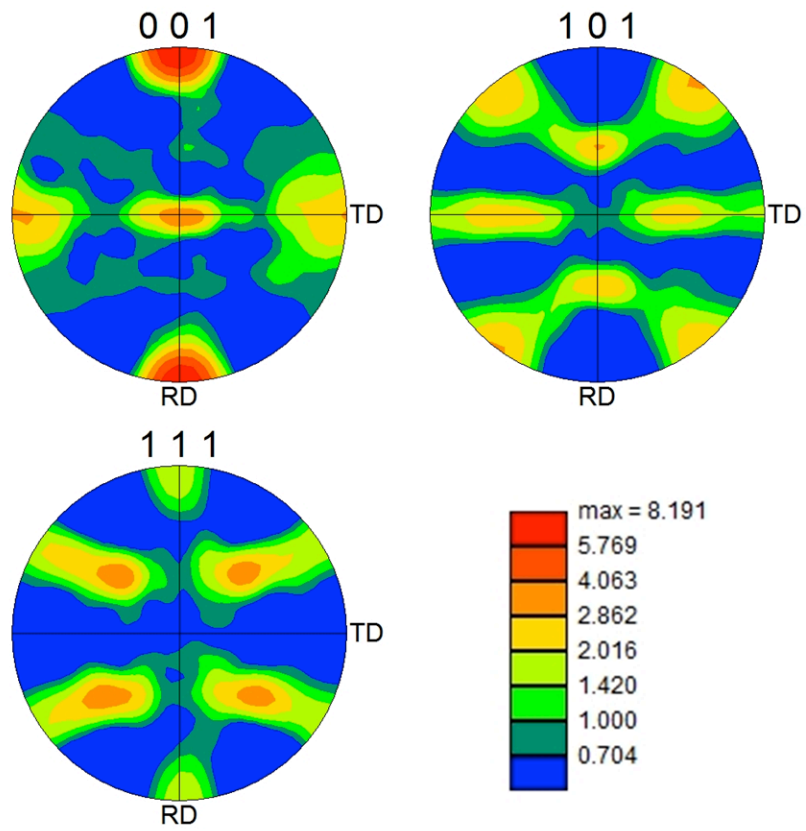 0 0 1
TD
RD
1 0 1
TD
RD
1 1 1
TD
RD
max = 8.191
5.769
4.063
2.862
2.016
1.420
1.000
0.704